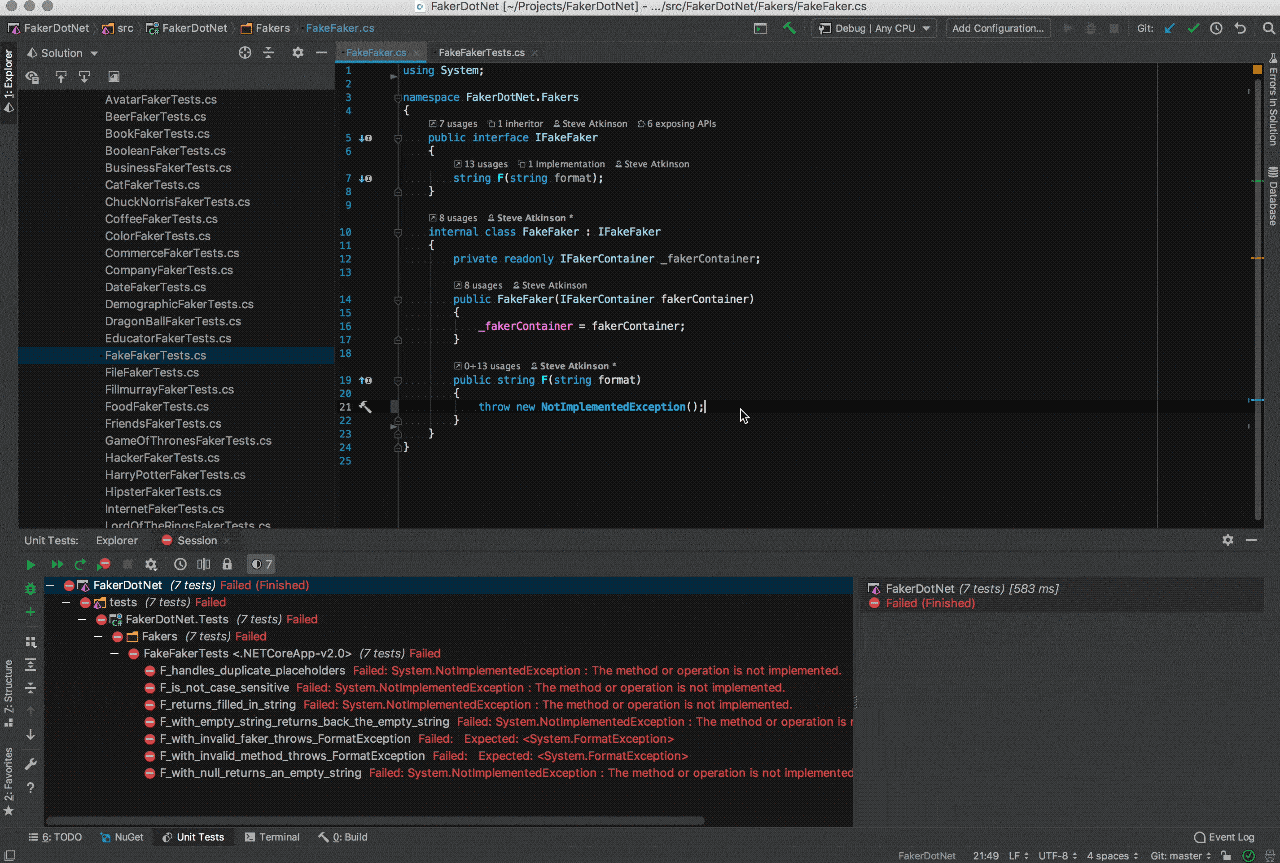 FakerDotNet [~/Projects/FakerDotNet] - .../src/FakerDotNet/Fakers/FakeFaker.cs
FakerDotNet src FakerDotNet Fakers FakeFaker.cs Debug | Any CPU Add Configuration... Git:
1: Explorer
Solution
FakeFaker.cs FakeFakerTests.cs
AvatarFakerTests.cs
BeerFakerTests.cs
BookFakerTests.cs
BooleanFakerTests.cs
BusinessFakerTests.cs
CatFakerTests.cs
ChuckNorrisFakerTests.cs
CoffeeFakerTests.cs
ColorFakerTests.cs
CommerceFakerTests.cs
CompanyFakerTests.cs
DateFakerTests.cs
DemographicFakerTests.cs
DragonBallFakerTests.cs
EducatorFakerTests.cs
FakeFakerTests.cs
FileFakerTests.cs
FillmurrayFakerTests.cs
FoodFakerTests.cs
FriendsFakerTests.cs
GameOfThronesFakerTests.cs
HackerFakerTests.cs
HarryPotterFakerTests.cs
HipsterFakerTests.cs
InternetFakerTests.cs
LordOfTheRingsFakerTests.cs
1 using System;
2
3 namespace FakerDotNet.Fakers
4 {
7 usages 1 inheritor Steve Atkinson 6 exposing APIs
5 public interface IFakeFaker
6 {
13 usages 1 implementation Steve Atkinson
7 string F(string format);
8 }
9
8 usages Steve Atkinson *
10 internal class FakeFaker : IFakeFaker
11 {
12 private readonly IFakerContainer _fakerContainer;
13
8 usages Steve Atkinson
14 public FakeFaker(IFakerContainer fakerContainer)
15 {
16 _fakerContainer = fakerContainer;
17 }
18
0+13 usages Steve Atkinson *
19 public string F(string format)
20 {
21 throw new NotImplementedException();
22 }
23 }
24 }
25
Errors In Solution
Database
Unit Tests: Explorer Session
7
FakerDotNet (7 tests) Failed (Finished)
tests (7 tests) Failed
FakerDotNet.Tests (7 tests) Failed
Fakers (7 tests) Failed
FakeFakerTests <.NETCoreApp-v2.0> (7 tests) Failed
F_handles_duplicate_placeholders Failed: System.NotImplementedException : The method or operation is not implemented.
F_is_not_case_sensitive Failed: System.NotImplementedException : The method or operation is not implemented.
F_returns_filled_in_string Failed: System.NotImplementedException : The method or operation is not implemented.
F_with_empty_string_returns_back_the_empty_string Failed: System.NotImplementedException : The method or operation is r
F_with_invalid_faker_throws_FormatException Failed: Expected: <System.FormatException>
F_with_invalid_method_throws_FormatException Failed: Expected: <System.FormatException>
F_with_null_returns_an_empty_string Failed: System.NotImplementedException : The method or operation is not implemented
FakerDotNet (7 tests) [583 ms]
Failed (Finished)
Z: Structure
2: Favorites
6: TODO NuGet Unit Tests Terminal 0: Build Event Log
FakerDotNet 21:49 LF UTF-8 4 spaces Git: master